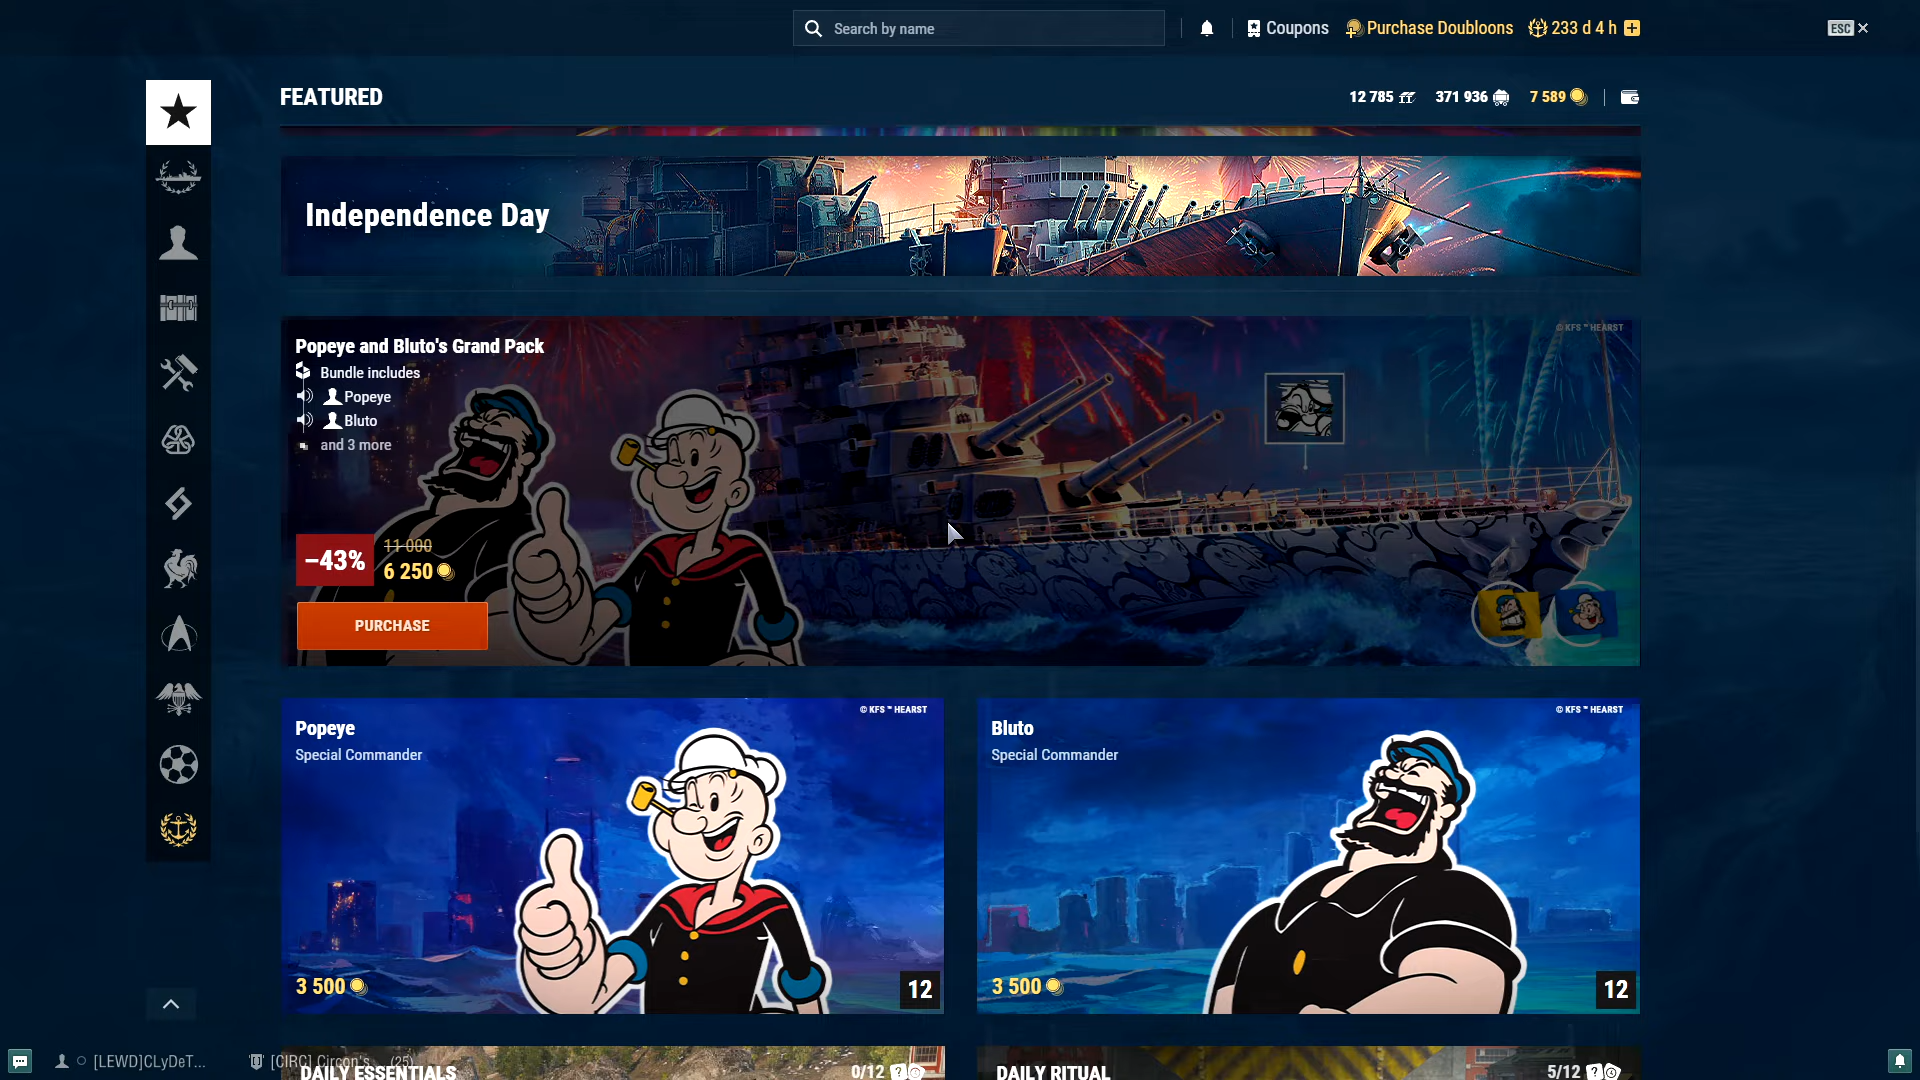 Search by name
Coupons
Purchase Doubloons
233 d 4 h
ESC
FEATURED
12 785
371 936
7 589
Independence Day
Popeye and Bluto's Grand Pack
Bundle includes
Popeye
Bluto
and 3 more
© KFS ™ HEARST
-43%
11 000
6 250
PURCHASE
Popeye
Special Commander
© KFS ™ HEARST
3 500
12
Bluto
Special Commander
© KFS ™ HEARST
3 500
12
DAILY ESSENTIALS
0/12
DAILY RITUAL
5/12
[LEWD]CLyDeT...
[CIRC] Circon's... (25)